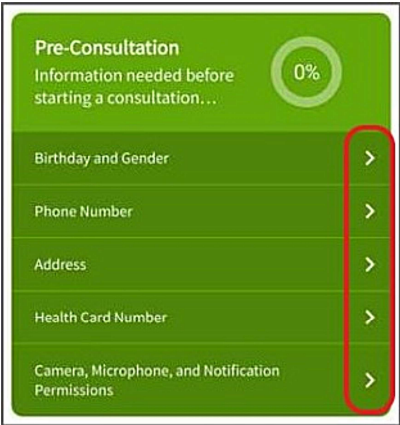 Pre-Consultation
Information needed before
starting a consultation...
0%
Birthday and Gender
Phone Number
Address
Health Card Number
Camera, Microphone, and Notification
Permissions